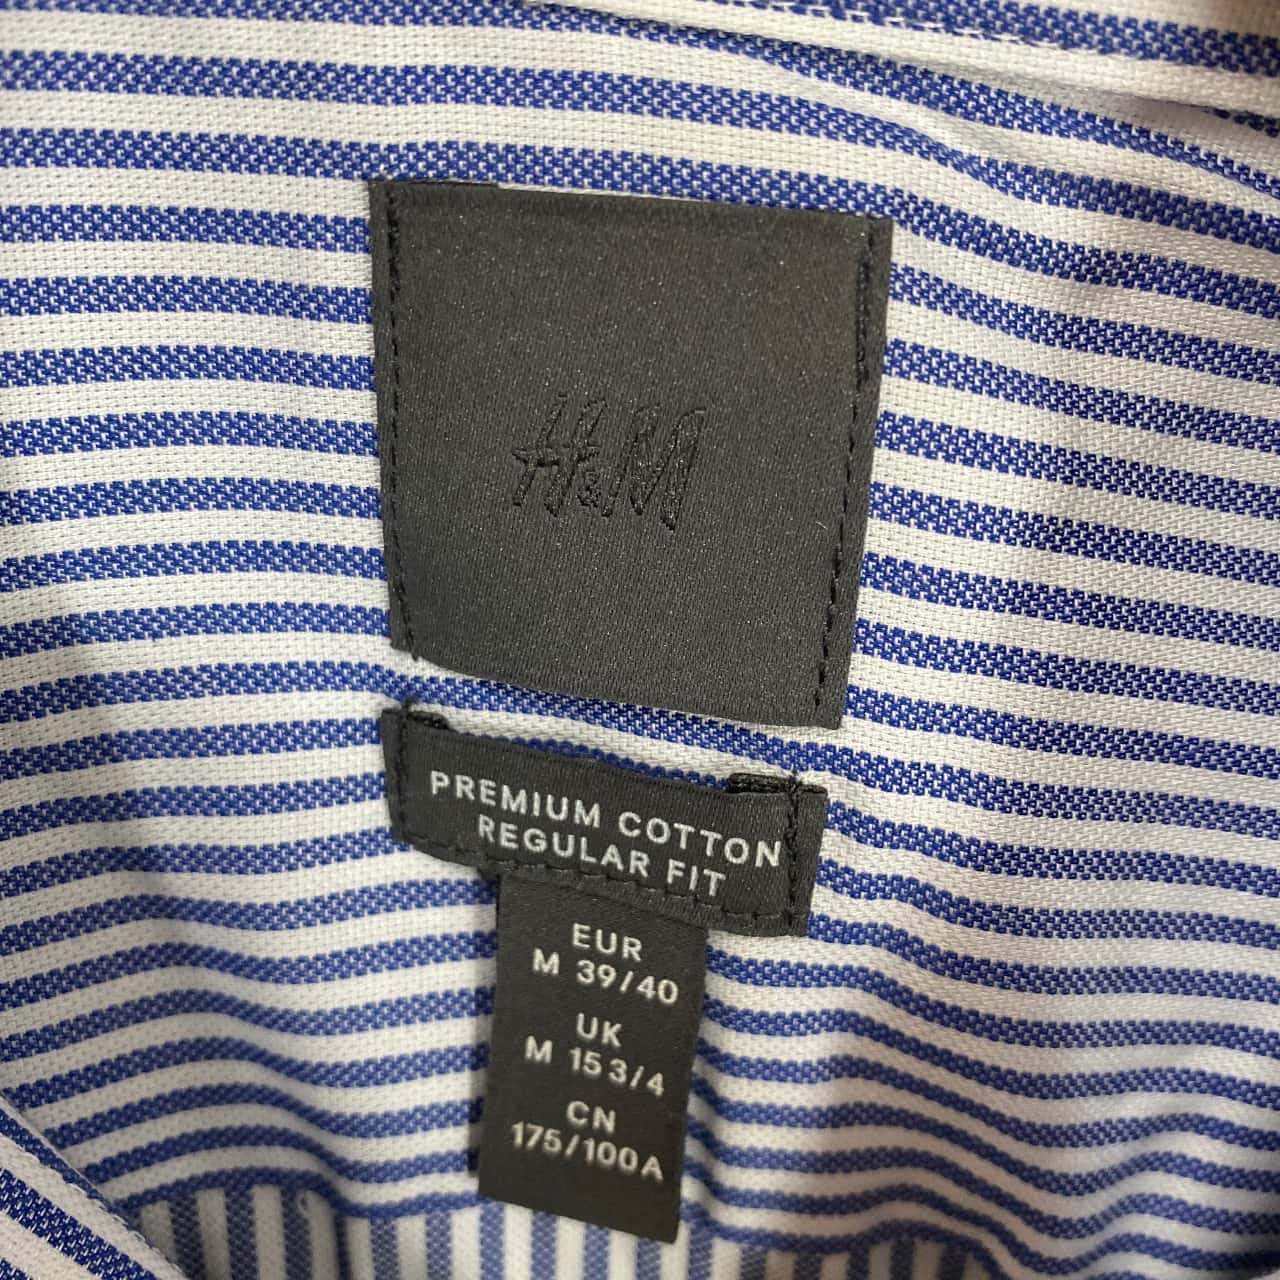 H&M
PREMIUM COTTON
REGULAR FIT
EUR
M 39/40
UK
M 15 3/4
CN
175/100A